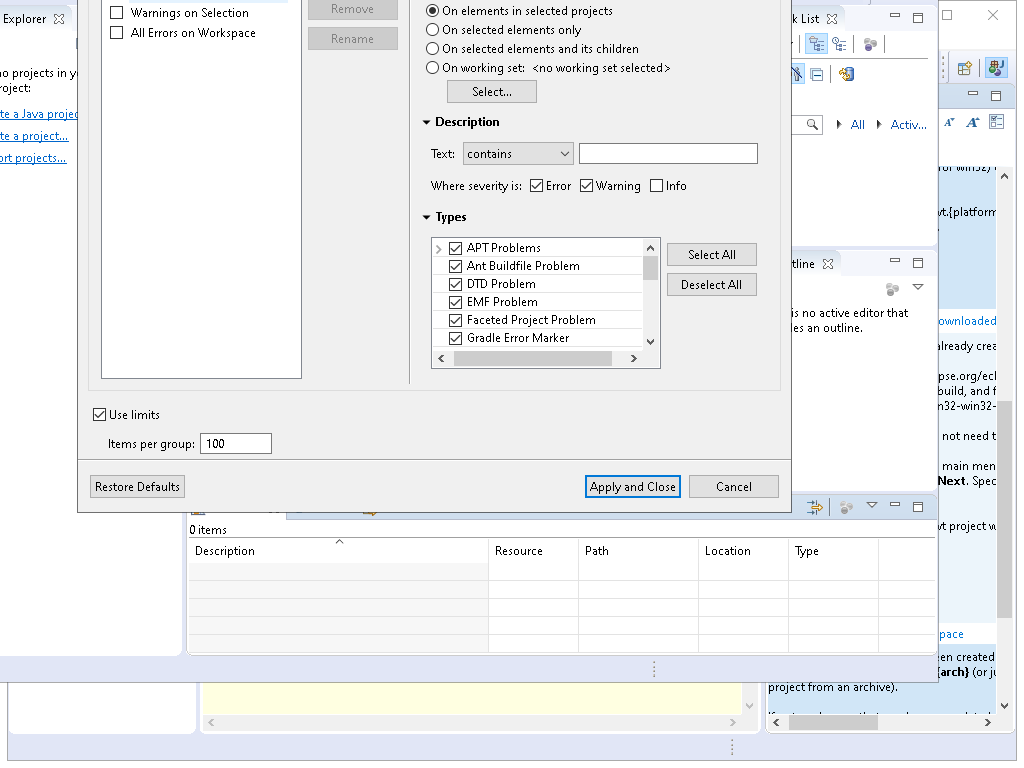 Explorer
no projects in y
roject:
te a Java projec
te a project...
ort projects...
Warnings on Selection
All Errors on Workspace
Remove
Rename
On elements in selected projects
On selected elements only
On selected elements and its children
On working set: <no working set selected>
Select...
Description
Text: contains
Where severity is: Error Warning Info
Types
APT Problems
Ant Buildfile Problem
DTD Problem
EMF Problem
Faceted Project Problem
Gradle Error Marker
Select All
Deselect All
Use limits
Items per group: 100
Restore Defaults
Apply and Close
Cancel
k List
All Activ...
tline
is no active editor that
les an outline.
or win32) t
vt.{platform
ownloaded
already crea
pse.org/ecl
build, and f
n32-win32-
not need t
main men
Next. Spec
vt project w
pace
een created
{arch} (or ju
project from an archive).
0 items
Description Resource Path Location Type